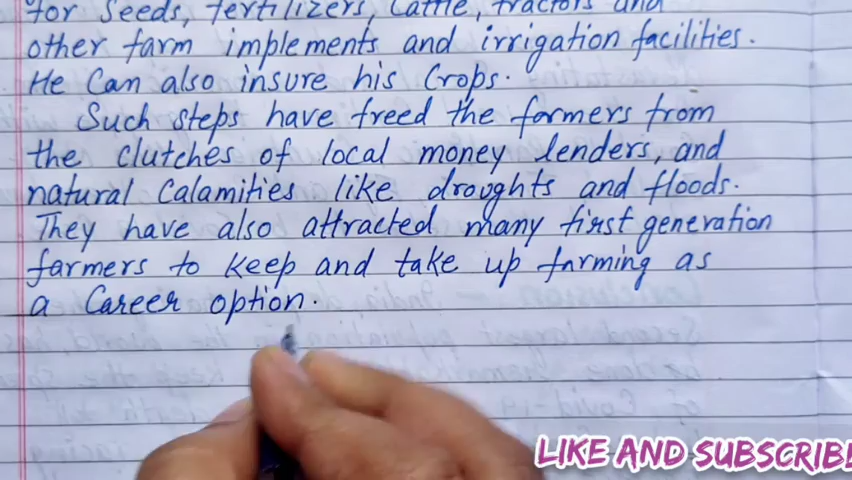 for Seeds, fertilizers, Cattle, tractors and
other farm implements and irrigation facilities.
He Can also insure his Crops.
Such steps have freed the farmers from
the clutches of local money lenders, and
natural Calamities like droughts and floods.
They have also attracted many first generation
farmers to keep and take up farming as
a Career option.
LIKE AND SUBSCRIBE